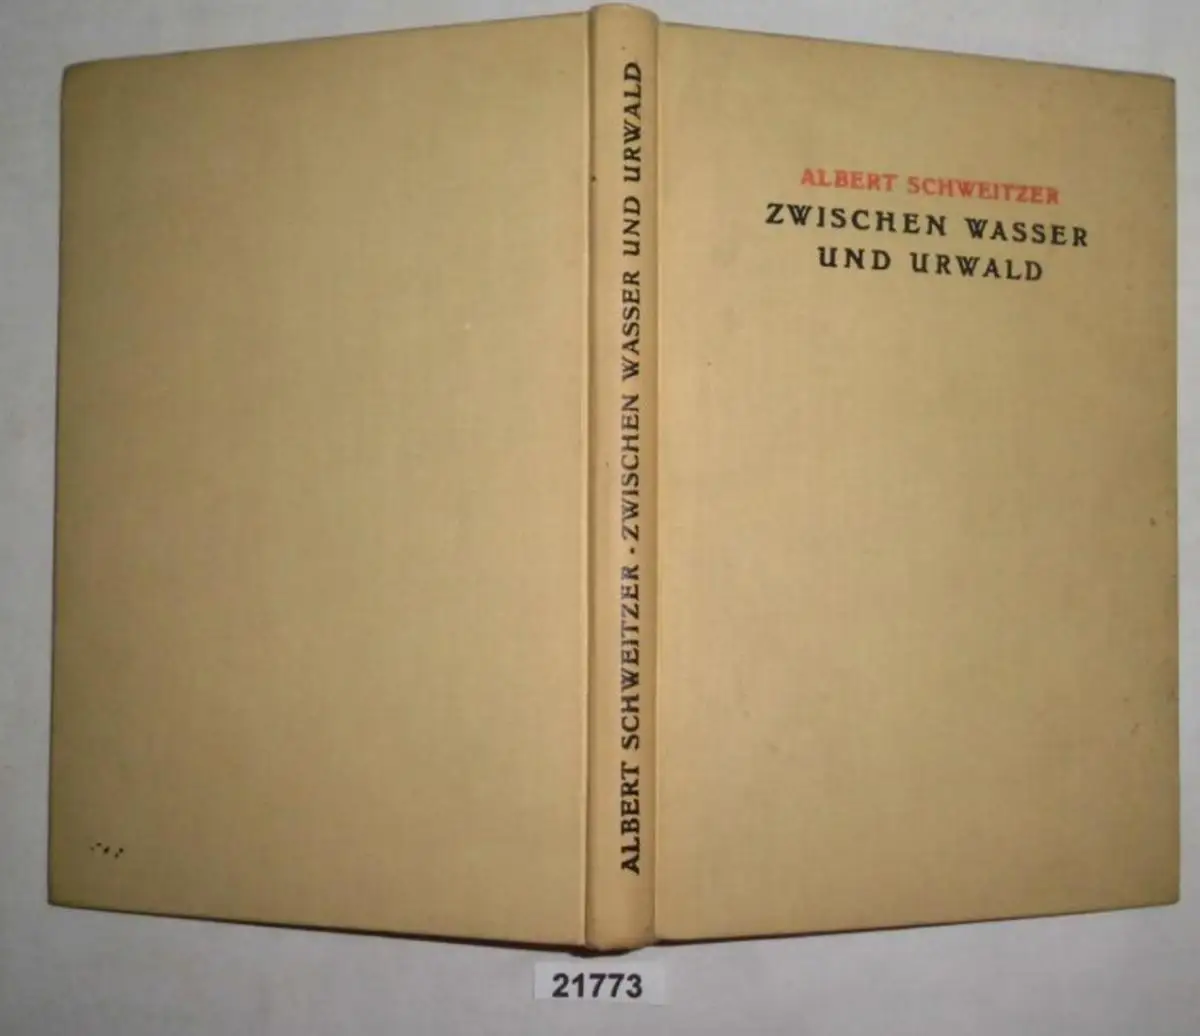 ALBERT SCHWEITZER · ZWISCHEN WASSER UND URWALD
ALBERT SCHWEITZER
ZWISCHEN WASSER
UND URWALD
21773